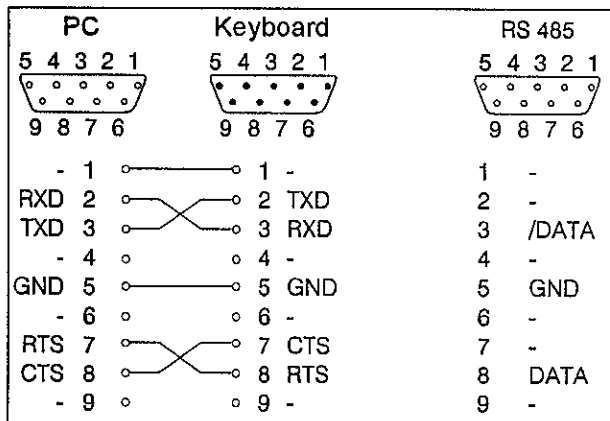 PC Keyboard RS 485
5 4 3 2 1 5 4 3 2 1 5 4 3 2 1
9 8 7 6 9 8 7 6 9 8 7 6
- 1 1 - 1 -
RXD 2 2 TXD 2 -
TXD 3 3 RXD 3 /DATA
- 4 4 - 4 -
GND 5 5 GND 5 GND
- 6 6 - 6 -
RTS 7 7 CTS 7 -
CTS 8 8 RTS 8 DATA
- 9 9 - 9 -